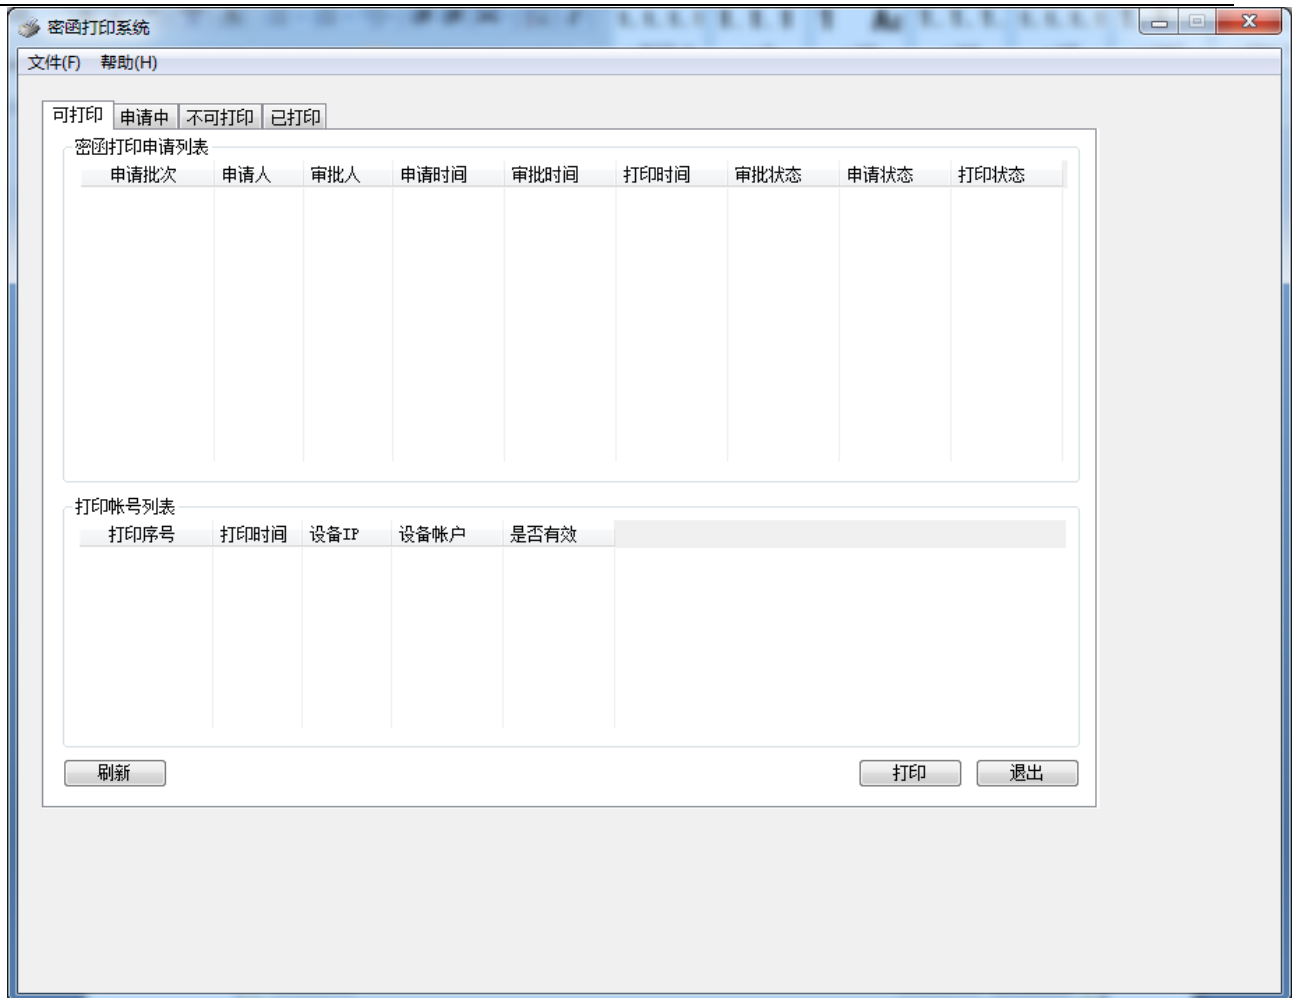 密函打印系统
文件(F) 帮助(H)
可打印 申请中 不可打印 已打印
密函打印申请列表
申请批次 申请人 审批人 申请时间 审批时间 打印时间 审批状态 申请状态 打印状态
打印帐号列表
打印序号 打印时间 设备IP 设备帐户 是否有效
刷新 打印 退出